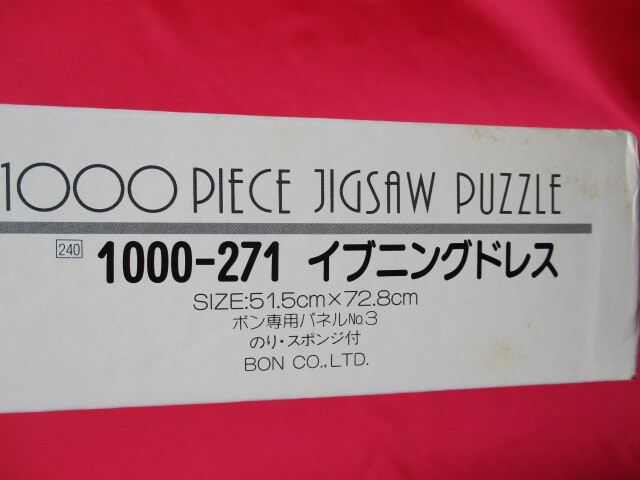 1000 PIECE JIGSAW PUZZLE
240 1000-271 イブニングドレス
SIZE:51.5cm×72.8cm
ボン専用パネルNo.3
のり・スポンジ付
BON CO.,LTD.